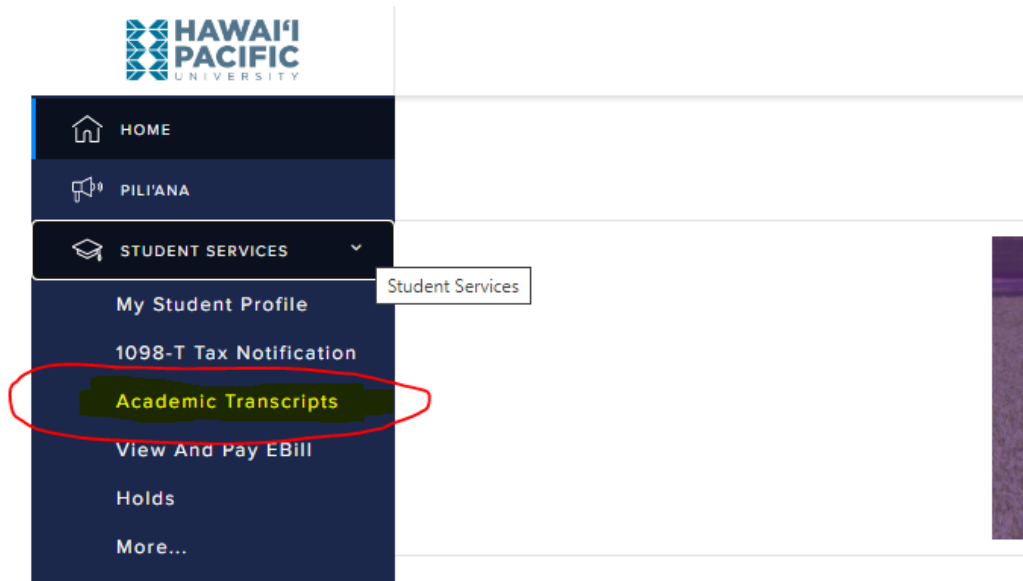 HAWAIʻI
PACIFIC
UNIVERSITY
HOME
PILI'ANA
STUDENT SERVICES
Student Services
My Student Profile
1098-T Tax Notification
Academic Transcripts
View And Pay EBill
Holds
More...